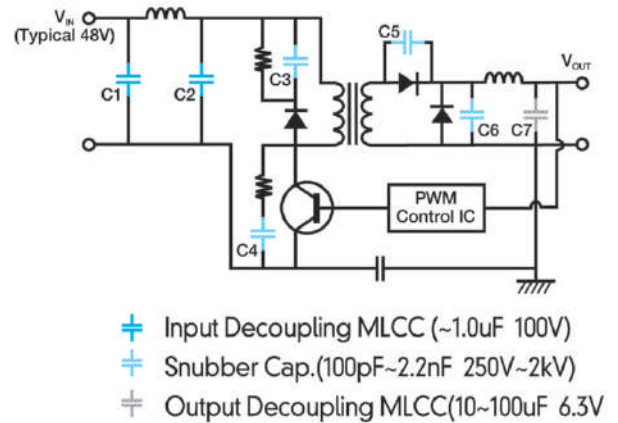 VIN
(Typical 48V)
C1
C2
C3
C4
C5
C6
C7
VOUT
PWM
Control IC
Input Decoupling MLCC (~1.0uF 100V)
Snubber Cap.(100pF~2.2nF 250V~2kV)
Output Decoupling MLCC(10~100uF 6.3V